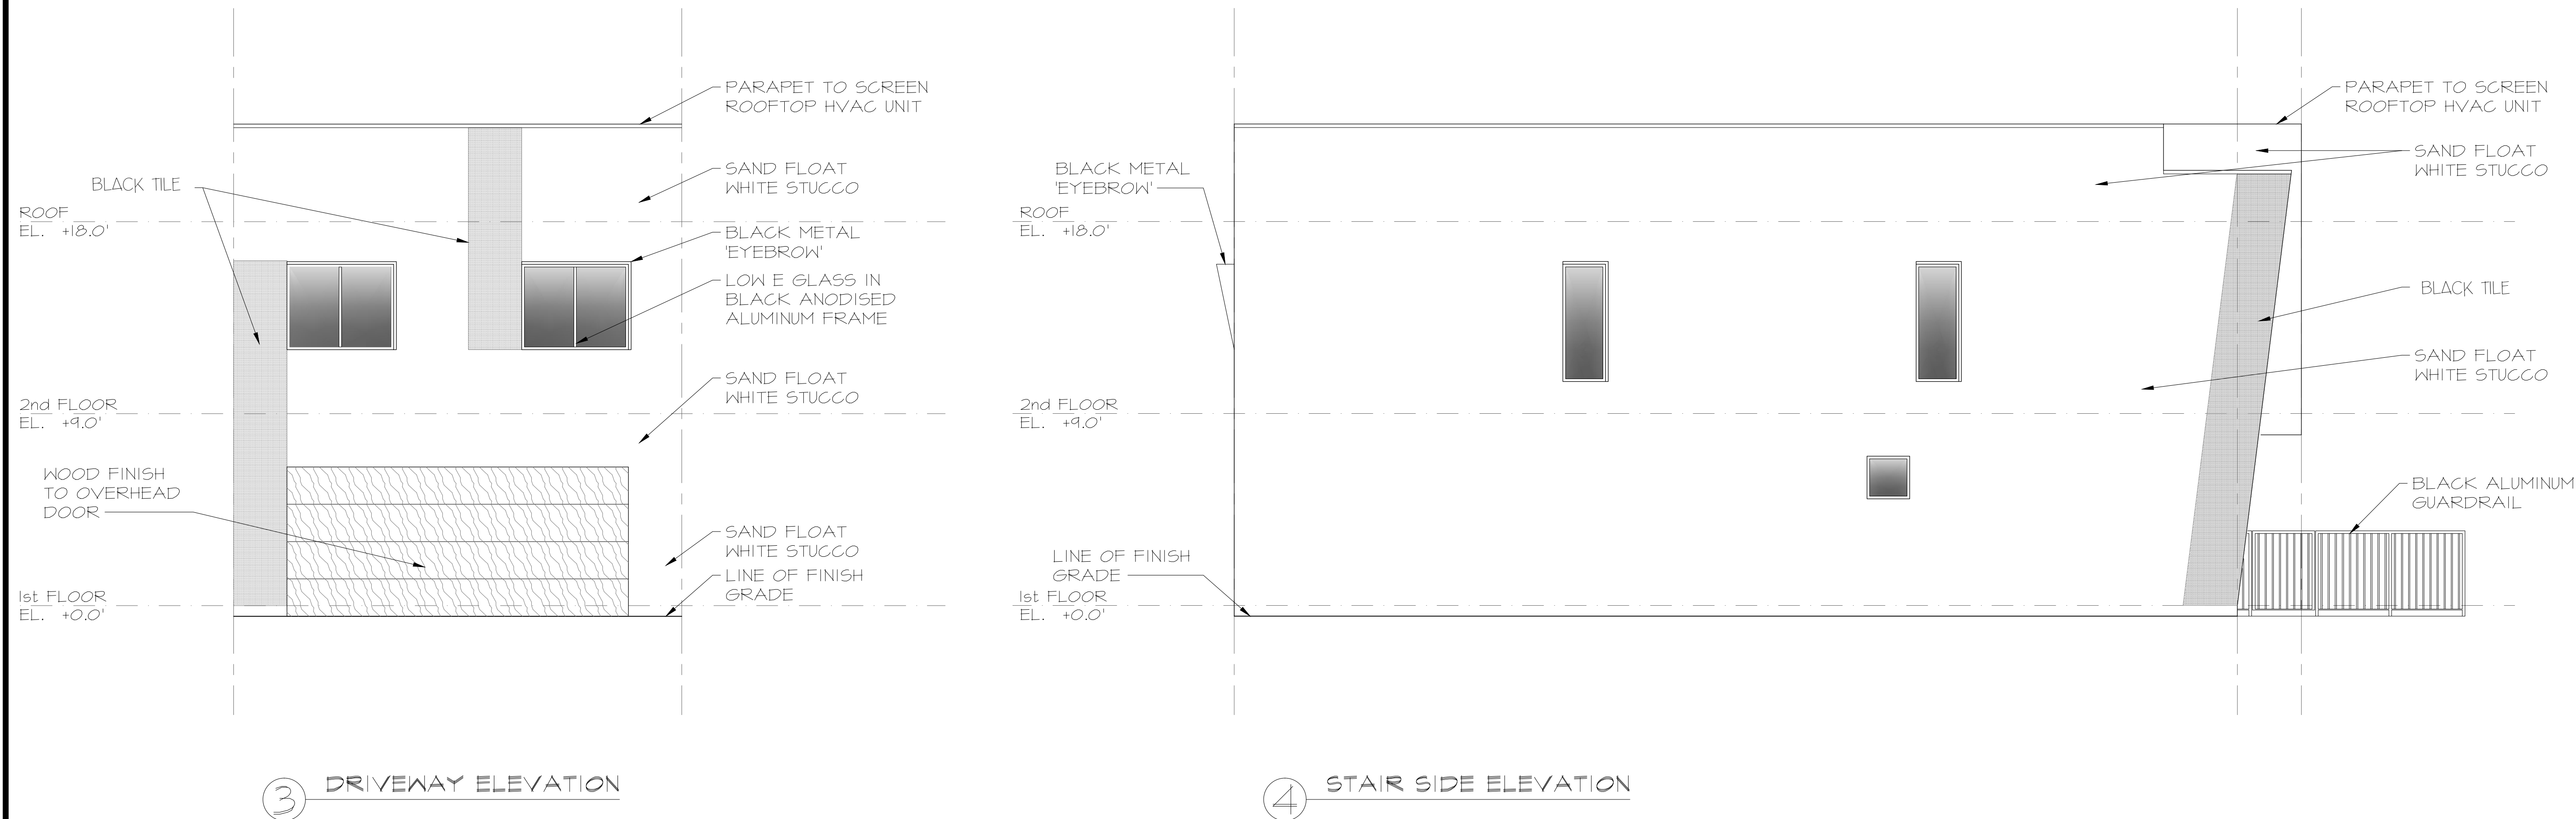 PARAPET TO SCREEN
ROOFTOP HVAC UNIT
SAND FLOAT
WHITE STUCCO
BLACK TILE
ROOF
EL. +18.0'
BLACK METAL
'EYEBROW'
LOW E GLASS IN
BLACK ANODISED
ALUMINUM FRAME
SAND FLOAT
WHITE STUCCO
2nd FLOOR
EL. +9.0'
WOOD FINISH
TO OVERHEAD
DOOR
SAND FLOAT
WHITE STUCCO
LINE OF FINISH
GRADE
1st FLOOR
EL. +0.0'
3 DRIVEWAY ELEVATION
PARAPET TO SCREEN
ROOFTOP HVAC UNIT
BLACK METAL
'EYEBROW'
SAND FLOAT
WHITE STUCCO
ROOF
EL. +18.0'
BLACK TILE
SAND FLOAT
WHITE STUCCO
2nd FLOOR
EL. +9.0'
BLACK ALUMINUM
GUARDRAIL
LINE OF FINISH
GRADE
1st FLOOR
EL. +0.0'
4 STAIR SIDE ELEVATION